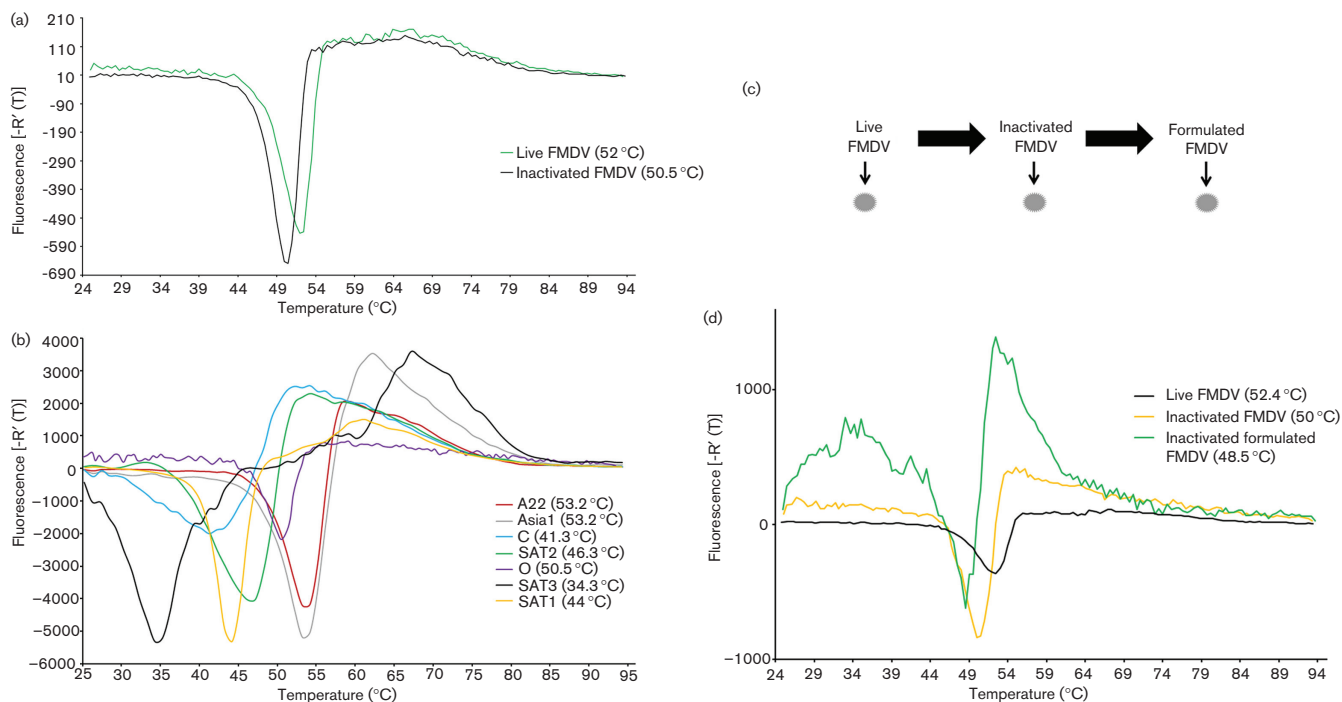 (a)
210
110
10
-90
-190
-290
-390
-490
-590
-690
Fluorescence [-R′ (T)]
24 29 34 39 44 49 54 59 64 69 74 79 84 89 94
Temperature (°C)
Live FMDV (52 °C)
Inactivated FMDV (50.5 °C)
(b)
4000
3000
2000
1000
0
−1000
−2000
−3000
−4000
−5000
−6000
Fluorescence [-R′ (T)]
25 30 35 40 45 50 55 60 65 70 75 80 85 90 95
Temperature (°C)
A22 (53.2 °C)
Asia1 (53.2 °C)
C (41.3 °C)
SAT2 (46.3 °C)
O (50.5 °C)
SAT3 (34.3 °C)
SAT1 (44 °C)
(c)
Live
FMDV
Inactivated
FMDV
Formulated
FMDV
(d)
1000
0
−1000
Fluorescence [-R′ (T)]
24 29 34 39 44 49 54 59 64 69 74 79 84 89 94
Temperature (°C)
Live FMDV (52.4 °C)
Inactivated FMDV (50 °C)
Inactivated formulated
FMDV (48.5 °C)